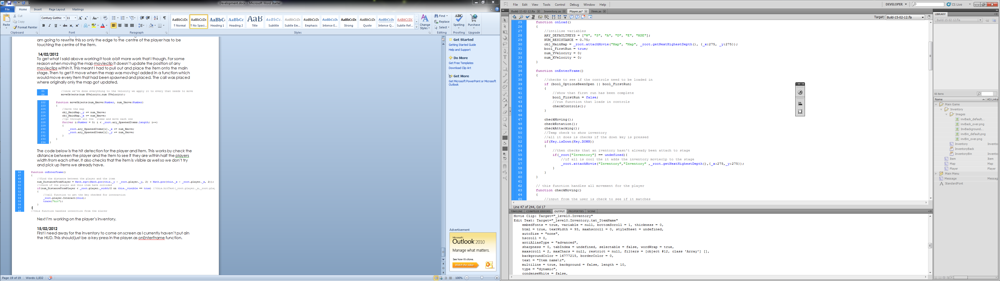 Development.docx - Microsoft Word Starter
File Home Insert Page Layout Mailings
Paste
Cut
Copy
Format Painter
Clipboard
Century Gothic 11
Font
Paragraph
AaBbCcDc AaBbCcDc AaBbC AaBbCc AaB AaBbCc. AaBbCcDc AaBbCcDc AaBbCcDc AaBbCcDc AaBbCcDc AaBbCcDc AABBCCDC
¶ Normal ¶ No Spaci... Heading 1 Heading 2 Title Subtitle Subtle Em... Emphasis Intense E... Strong Quote Intense Q... Subtle Ref...
Styles
Change Styles
Find
Replace
Select
Editing
Spelling
Proofing
Purchase
Upgrade
am going to rewrite this so only the edge to the centre of the player has to be
touching the centre of the item.
14/02/2012
To get what I said above working it took a bit more work that I though. For some
reason when moving the map movieclip it doesn't update the position of any
movieclips within it. This meant I had to pull out and place the item onto the main
stage. Then to get it move when the map was moving I added in a function which
would move every item that had been spawned and placed. The call was placed
where originally only the map got updated.
85 //once we've done everything to the velocity we apply it to every that needs to move
86 moveObjects(num_XVelocity,num_YVelocity);
222 function moveObjects(num_Xmove:Number, num_Ymove:Number)
223 {
224 //move the map
225 obj_MainMap._y += num_Ymove;
226 obj_MainMap._x += num_Xmove;
227 //go through all the items and move each one
228 for(var i:Number = 0; i < _root.ary_SpawnedItems.length; i++)
229 {
230 _root.ary_SpawnedItems[i]._x += num_Xmove;
231 _root.ary_SpawnedItems[i]._y += num_Ymove;
232 }
233 }
234 }
The code below is the hit detection for the player and item. This works by check the
distance between the player and the item to see if they are within half the players
width from each other. It also checks that the item is visible as well so we don't try
and pick up items we already have.
46 function onEnterFrame()
47 {
48 //find the distance between the player and the item
49 num_DistanceFromPlayer = Math.sqrt(Math.pow(this._y - _root.player._y, 2) + Math.pow(this._x - _root.player._x, 2));
50 //check if the player and this item have collided
51 if(num_DistanceFromPlayer < _root.player._width/2 && this._visible == true) //this.hitTest(_root.player._x,_root.pla
52 {
53 //call function to get the key checked for interaction
54 _root.player.Interact(this);
55 trace("hit");
56 }
57 }
58 //this function handles interction from the player
Next I'm working on the player's inventory.
15/02/2012
First I need away for the inventory to come on screen as I currently haven't put ain
the HUD. This should just be a key press in the player.as onEnterFrame function.
Page: 19 of 19 Words: 1,832
100%
Get Started
Getting Started Guide
Help and Support
Do More
Get Free Templates
Download Clip Art
Get More
Get Microsoft PowerPoint or Microsoft
Outlook
Advertisement
Microsoft
Outlook 2010
Manage what matters.
See how it's done.
Watch the video
Fl File Edit View Tools Control Debug Window Help
DEVELOPER
CS Live
Build-15-02-12.fla Inventory.as Player.as* Item.as
Target: Build-15-02-12.fla
25 function onLoad()
26 {
27 //intilise variables
28 ARY_DEFAULTKEYS = ["W", "S", "A", "D", "E", "MSE"];
29 NUM_RESISTANCE = 0.75;
30 obj_MainMap = _root.attachMovie("Map", "Map", _root.getNextHighestDepth(), {_x:275, _y:275});
31 bool_FirstRun = true;
32 num_YVelocity = 0;
33 num_XVelocity = 0;
34 }
35
36 function onEnterFrame()
37 {
38 //checks to see if the controls need to be loaded in
39 if (bool_OptionsBeenOpen || bool_FirstRun)
40 {
41 //show that first run has been complete
42 bool_FirstRun = false;
43 //run function that loads in controls
44 checkControls();
45 }
46
47 checkMoving();
48 checkRotation();
49 checkAttacking();
50 //Temp check to show inventory
51 //all it does is checks if the down key is pressed
52 if(Key.isDown(Key.DOWN))
53 {
54 //then checks that an iventory hasn't already been attach to stage
55 if(_root["Inventory"] == undefined){
56 //if all is cool the it adds the inventory movieclp to the stage
57 _root.attachMovie("Inventory","Inventory" ,_root.getNextHighestDepth(),{_x:275,_y:275});
58 }
59 }
60 }
61
62 // this function handles all movement for the player
63 function checkMoving()
64 {
65 //input from the user is check to see if it matches
Line 47 of 244, Col 17
TIMELINE COMPILER ERRORS OUTPUT PROPERTIES SCENE
Movie Clip: Target="_level0.Inventory"
Edit Text: Target="_level0.Inventory.txt_ItemName"
embedFonts = true, variable = null, bottomScroll = 1, thickness = 0,
html = true, textWidth = 93, maxhscroll = 0, styleSheet = undefined,
autoSize = "none",
hscroll = 0,
antiAliasType = "advanced",
sharpness = 0, tabIndex = undefined, selectable = false, wordWrap = true,
maxscroll = 2, maxChars = null, restrict = null, filters = [object #12, class 'Array'] [],
backgroundColor = 16777215, borderColor = 0,
text = "Item name\r",
multiline = true, background = false, length = 10,
type = "dynamic",
condenseWhite = false,
LIBRARY
Build-15-02-12.fla
66 items
Name AS Linka
Main Game
Inventory
Images
invBack_default....
invBack_over.png
InvBackground....
invBin_default.png
invBin_over.png
Inventory Invento
InventoryBack
InventoryBin Invento
Item Item
Map Map
Player Player
Main Menu
Message Messag
StandardFont